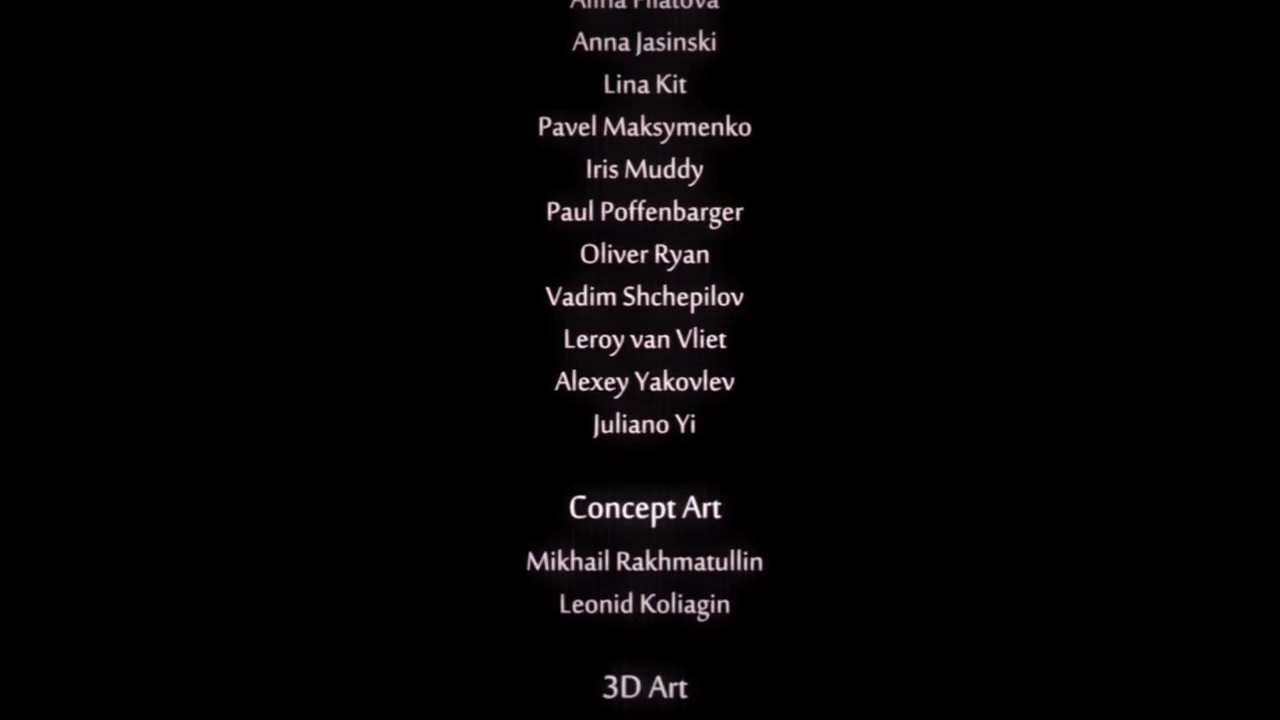 Alina Filatova
Anna Jasinski
Lina Kit
Pavel Maksymenko
Iris Muddy
Paul Poffenbarger
Oliver Ryan
Vadim Shchepilov
Leroy van Vliet
Alexey Yakovlev
Juliano Yi
Concept Art
Mikhail Rakhmatullin
Leonid Koliagin
3D Art